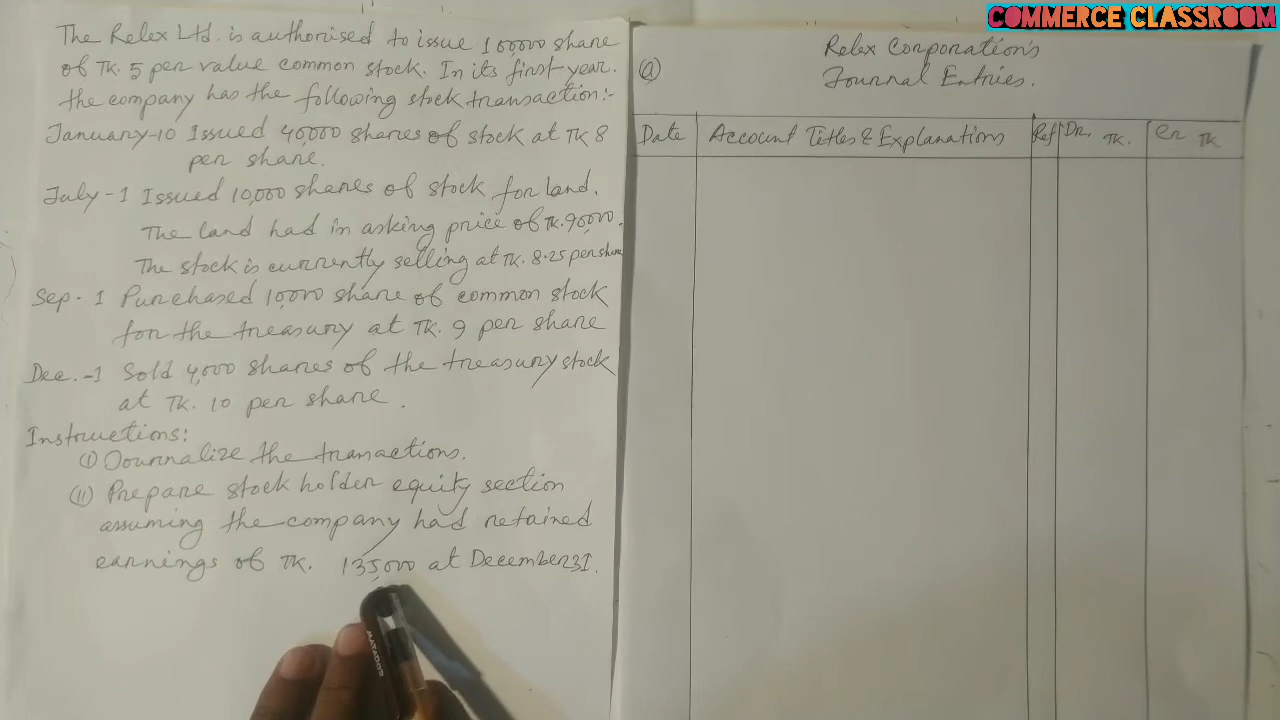 COMMERCE CLASSROOM
The Relex Ltd. is authorised to issue 100,000 share
of TK. 5 per value common stock. In its first year.
the company has the following stock transaction:-
January-10 Issued 40,000 shares of stock at TK 8
per share.
July-1 Issued 10,000 shares of stock for land.
The land had in asking price of TK. 90,000.
The stock is currently selling at TK. 8.25 per share
Sep. 1 Purchased 10,000 share of common stock
for the treasury at TK. 9 per share
Dec.-1 Sold 4,000 shares of the treasury stock
at TK. 10 per share.
Instructions:
(i) Journalize the transactions.
(ii) Prepare stock holder equity section
assuming the company had retained
earnings of TK. 135,000 at December 31.
MATADOR
(a)
Relex Corporation's
Journal Entries.
Date Account Titles & Explanations Ref Dr. TK. Cr TK